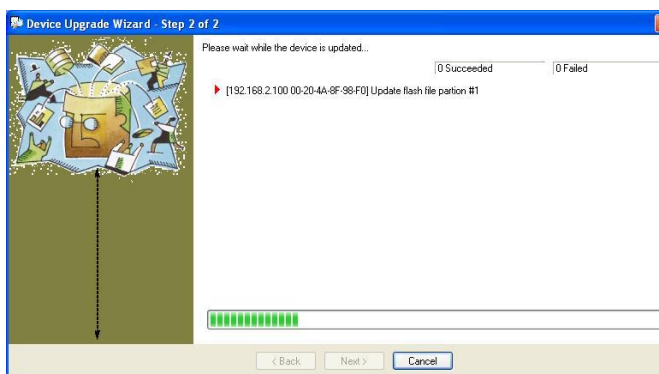 Device Upgrade Wizard - Step 2 of 2
Please wait while the device is updated...
0 Succeeded
0 Failed
[192.168.2.100 00-20-4A-8F-98-F0] Update flash file partion #1
< Back
Next >
Cancel